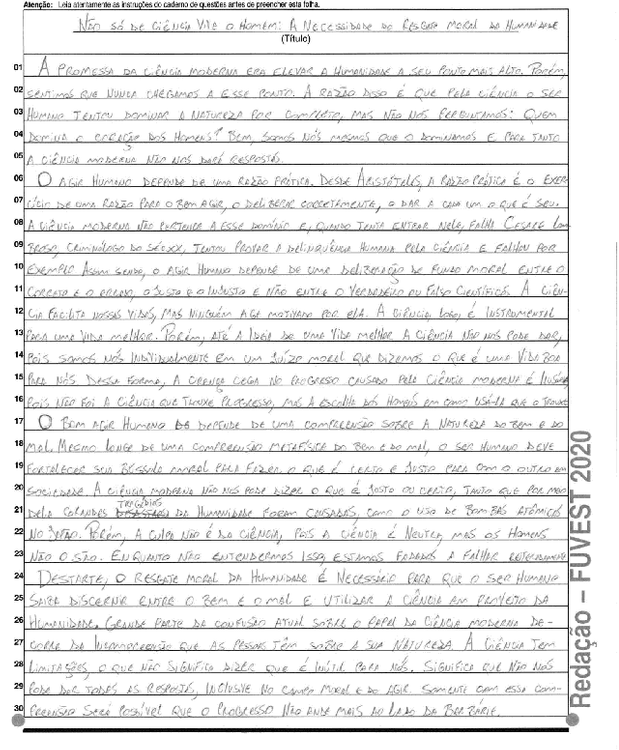 Atenção: Leia atentamente as instruções do caderno de questões antes de preencher esta folha.
NÃO SÓ DE CIÊNCIA VIVE O HOMEM: A NECESSIDADE DO RESGATE MORAL DA HUMANIDADE
(Título)
01 A PROMESSA DA CIÊNCIA MODERNA ERA ELEVAR A HUMANIDADE A SEU PONTO MAIS ALTO. PORÉM,
02 SENTIMOS QUE NUNCA CHEGAMOS A ESSE PONTO. A RAZÃO DISSO É QUE PELA CIÊNCIA O SER
03 HUMANO TENTOU DOMINAR A NATUREZA POR COMPLETO, MAS NÃO NOS PERGUNTAMOS: QUEM
04 DOMINA O CORAÇÃO DOS HOMENS? BEM, SOMOS NÓS MESMOS QUE O DOMINAMOS E PARA TANTO
05 A CIÊNCIA MODERNA NÃO NOS DARÁ RESPOSTAS.
06 O AGIR HUMANO DEPENDE DE UMA RAZÃO PRÁTICA. DESDE ARISTÓTELES, A RAZÃO PRÁTICA É O EXER-
07 CÍCIO DE UMA RAZÃO PARA O BEM AGIR, O DELIBERAR CORRETAMENTE, O DAR A CADA UM O QUE É SEU.
08 A CIÊNCIA MODERNA NÃO PERTENCE A ESSE DOMÍNIO E, QUANDO TENTA ENTRAR NELE, FALHA. CESARE LOM-
09 BROSO, CRIMINÓLOGO DO SÉC XX, TENTOU PROVAR A DELINQUÊNCIA HUMANA PELA CIÊNCIA E FALHOU POR
10 EXEMPLO. ASSIM SENDO, O AGIR HUMANO DEPENDE DE UMA DELIBERAÇÃO DE FUNDO MORAL ENTRE O
11 CORRETO E O ERRADO, O JUSTO E O INJUSTO E NÃO ENTRE O VERDADEIRO OU FALSO CIENTÍFICOS. A CIÊN-
12 CIA FACILITA NOSSAS VIDAS, MAS NINGUÉM AGE MOTIVADO POR ELA. A CIÊNCIA, LOGO, É INSTRUMENTAL
13 PARA UMA VIDA MELHOR. PORÉM, ATÉ A IDEIA DE UMA VIDA MELHOR A CIÊNCIA NÃO NOS PODE DAR,
14 POIS SOMOS NÓS INDIVIDUALMENTE EM UM JUÍZO MORAL QUE DIZEMOS O QUE É UMA VIDA BOA
15 PARA NÓS. DESSA FORMA, A CRENÇA CEGA NO PROGRESSO CAUSADO PELA CIÊNCIA MODERNA É ILUSÓRIA
16 POIS NÃO FOI A CIÊNCIA QUE TROUXE PROGRESSO, MAS A ESCOLHA DOS HOMENS EM COMO USÁ-LA QUE O TROUXE
17 O BOM AGIR HUMANO DEPENDE DE UMA COMPREENSÃO SOBRE A NATUREZA DO BEM E DO
18 MAL. MESMO LONGE DE UMA COMPREENSÃO METAFÍSICA DO BEM E DO MAL, O SER HUMANO DEVE
19 FORTALECER SUA BÚSSOLA MORAL PARA FAZER O QUE É CERTO E JUSTO PARA COM O OUTRO EM
20 SOCIEDADE. A CIÊNCIA MODERNA NÃO NOS PODE DIZER O QUE É JUSTO OU CERTO, TANTO QUE POR MEIO
21 DELA GRANDES TRAGÉDIAS DA HUMANIDADE FORAM CAUSADAS, COMO O USO DE BOMBAS ATÔMICAS
22 NO JAPÃO. PORÉM, A CULPA NÃO É DA CIÊNCIA, POIS A CIÊNCIA É NEUTRA, MAS OS HOMENS
23 NÃO O SÃO. ENQUANTO NÃO ENTENDERMOS ISSO, ESTAMOS FADADOS A FALHAR
24 DESTARTE, O RESGATE MORAL DA HUMANIDADE É NECESSÁRIO PARA QUE O SER HUMANO
25 SAIBA DISCERNIR ENTRE O BEM E O MAL E UTILIZAR A CIÊNCIA EM PROVEITO DA
26 HUMANIDADE. GRANDE PARTE DA CONFUSÃO ATUAL SOBRE O PAPEL DA CIÊNCIA MODERNA DE-
27 CORRE DA INCOMPREENSÃO QUE AS PESSOAS TÊM SOBRE A SUA NATUREZA. A CIÊNCIA TEM
28 LIMITAÇÕES, O QUE NÃO SIGNIFICA DIZER QUE É INÚTIL PARA NÓS. SIGNIFICA QUE NÃO NOS
29 PODE DAR TODAS AS RESPOSTAS, INCLUSIVE NO CAMPO MORAL E DO AGIR. SOMENTE COM ESSA COM-
30 PREENSÃO SERÁ POSSÍVEL QUE O PROGRESSO NÃO ANDE MAIS AO LADO DA BARBÁRIE.
Redação – FUVEST 2020